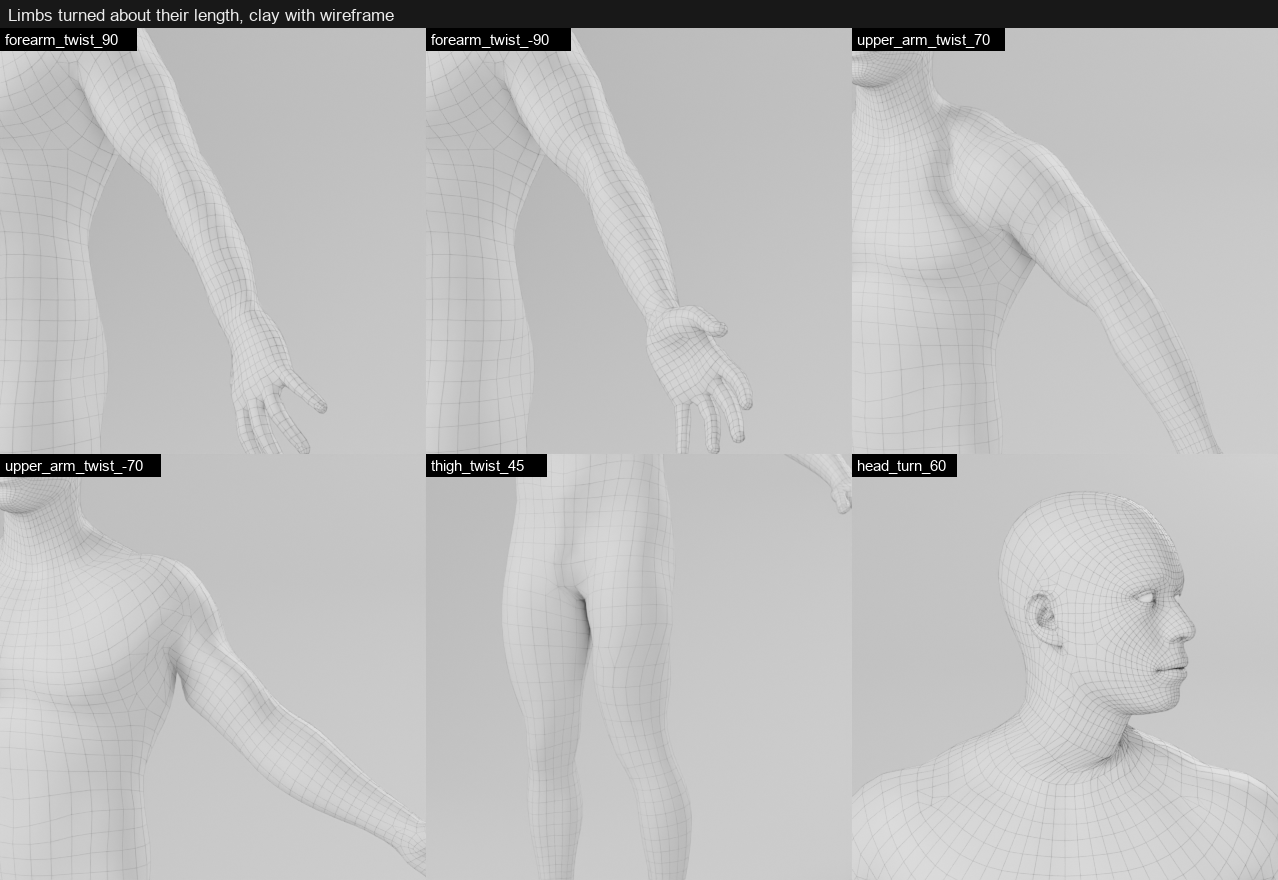 Limbs turned about their length, clay with wireframe
forearm_twist_90
forearm_twist_-90
upper_arm_twist_70
upper_arm_twist_-70
thigh_twist_45
head_turn_60